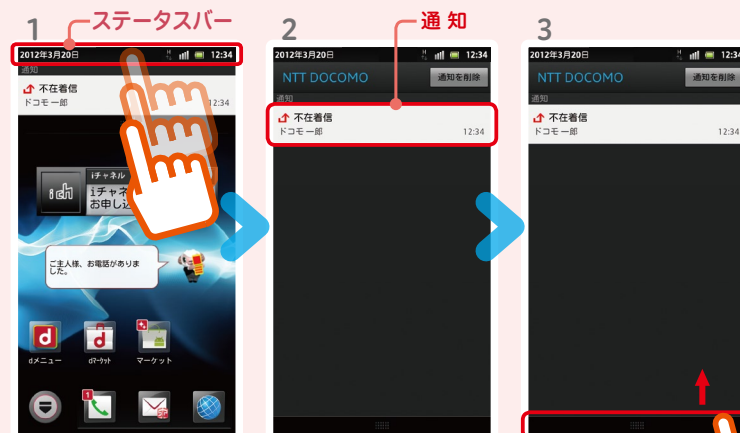 1
ステータスバー
2012年3月20日
12:34
通知
不在着信
ドコモ 一郎
12:34
ich
iチャネル
iチャネ
お申し込
ご主人様、お電話がありま
した。
d
d
dメニュー
dマーケット
マーケット
1
2
通 知
2012年3月20日
12:34
NTT DOCOMO
通知を削除
通知
不在着信
ドコモ 一郎
12:34
3
2012年3月20日
12:34
NTT DOCOMO
通知を削除
通知
不在着信
ドコモ 一郎
12:34